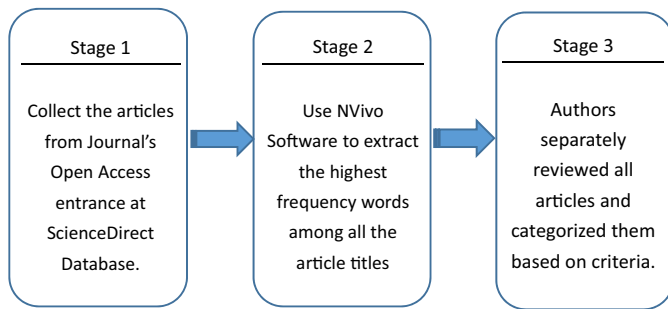 Stage 1
Collect the articles
from Journal's
Open Access
entrance at
ScienceDirect
Database.
Stage 2
Use NVivo
Software to extract
the highest
frequency words
among all the
article titles
Stage 3
Authors
separately
reviewed all
articles and
categorized them
based on criteria.